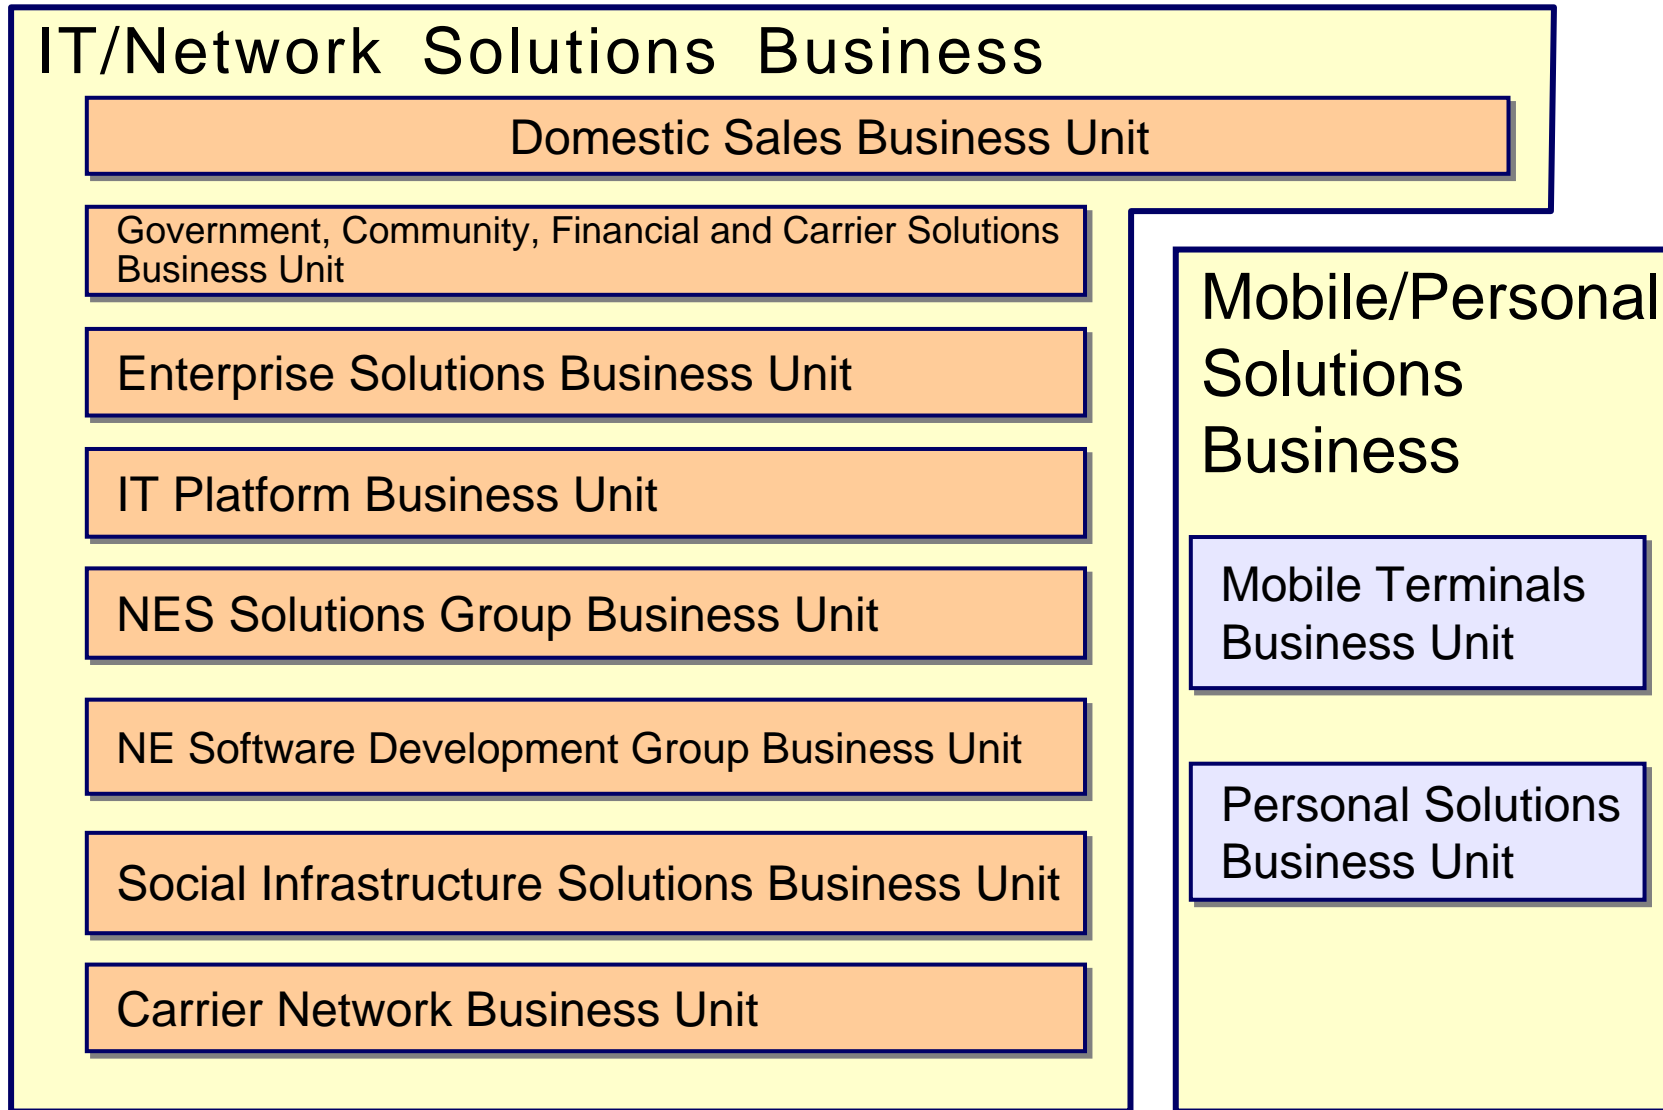 IT/Network Solutions Business
Domestic Sales Business Unit
Government, Community, Financial and Carrier Solutions
Business Unit
Enterprise Solutions Business Unit
IT Platform Business Unit
NES Solutions Group Business Unit
NE Software Development Group Business Unit
Social Infrastructure Solutions Business Unit
Carrier Network Business Unit
Mobile/Personal
Solutions
Business
Mobile Terminals
Business Unit
Personal Solutions
Business Unit